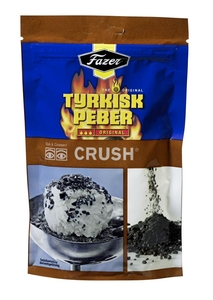 Fazer
THE ORIGINAL
TYRKISK
PEBER
ORIGINAL
CRUSH®